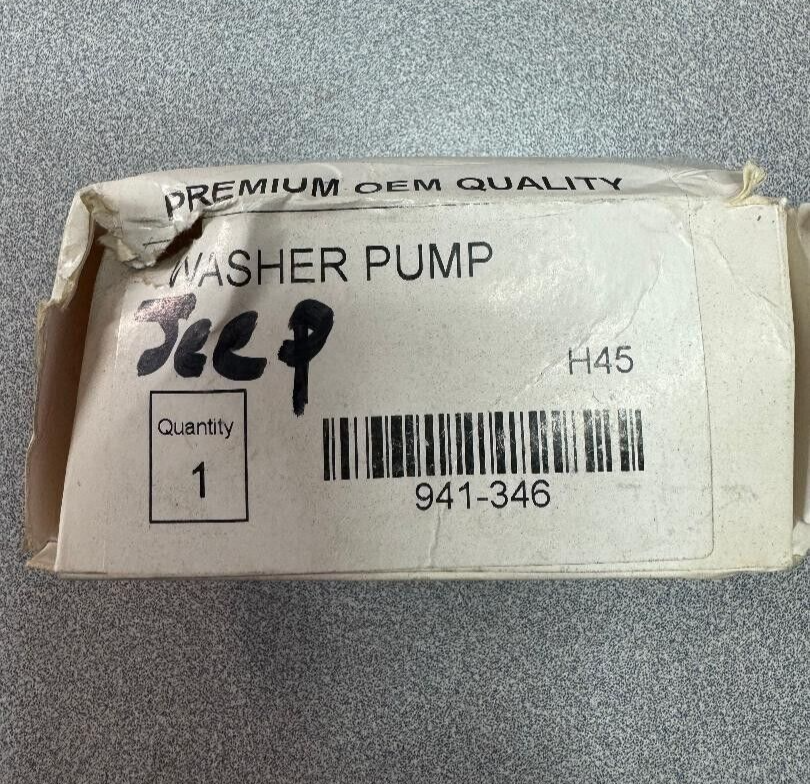 PREMIUM OEM QUALITY
WASHER PUMP
Jeep
H45
Quantity
1
941-346